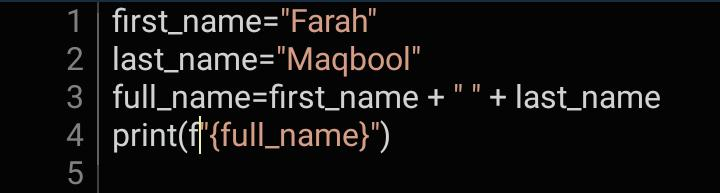 1 first_name="Farah"
2 last_name="Maqbool"
3 full_name=first_name + " " + last_name
4 print(f"{full_name}")
5